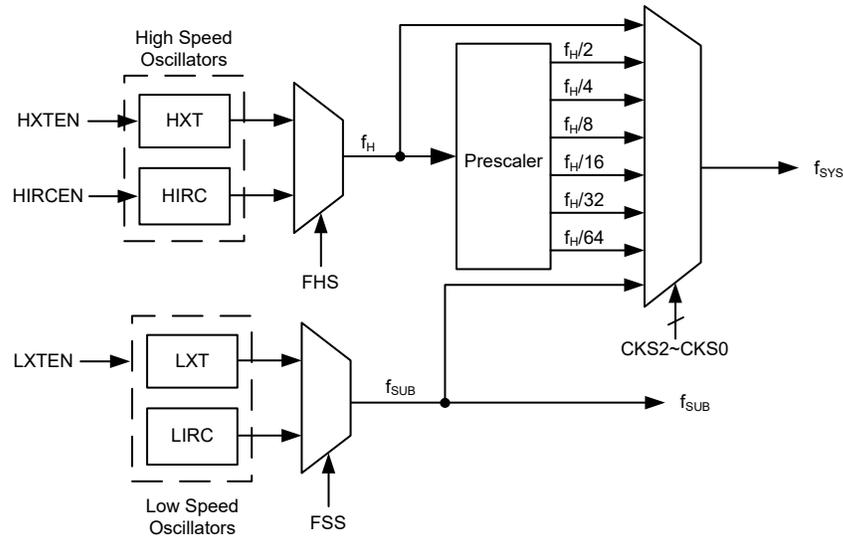 High Speed
Oscillators
HXTEN
HXT
HIRCEN
HIRC
FHS
fH
Prescaler
fH/2
fH/4
fH/8
fH/16
fH/32
fH/64
fSYS
CKS2~CKS0
LXTEN
LXT
LIRC
Low Speed
Oscillators
FSS
fSUB
fSUB